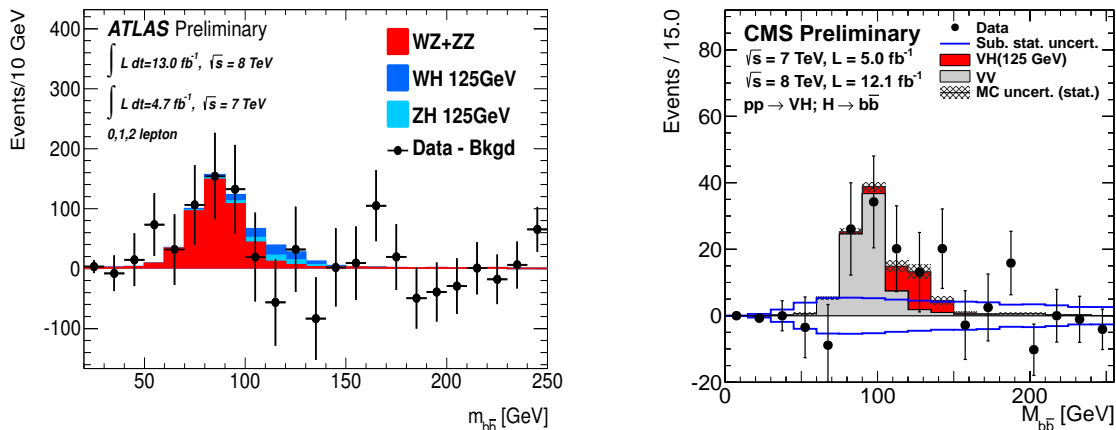 ATLAS Preliminary
∫ L dt=13.0 fb⁻¹, √s = 8 TeV
∫ L dt=4.7 fb⁻¹, √s = 7 TeV
0,1,2 lepton
WZ+ZZ
WH 125GeV
ZH 125GeV
Data - Bkgd
Events/10 GeV
400
300
200
100
0
-100
50 100 150 200 250
m_bb̅ [GeV]
CMS Preliminary
√s = 7 TeV, L = 5.0 fb⁻¹
√s = 8 TeV, L = 12.1 fb⁻¹
pp → VH; H → bb̅
Data
Sub. stat. uncert.
VH(125 GeV)
VV
MC uncert. (stat.)
Events / 15.0
80
60
40
20
0
-20
0 100 200
M_bb̅ [GeV]